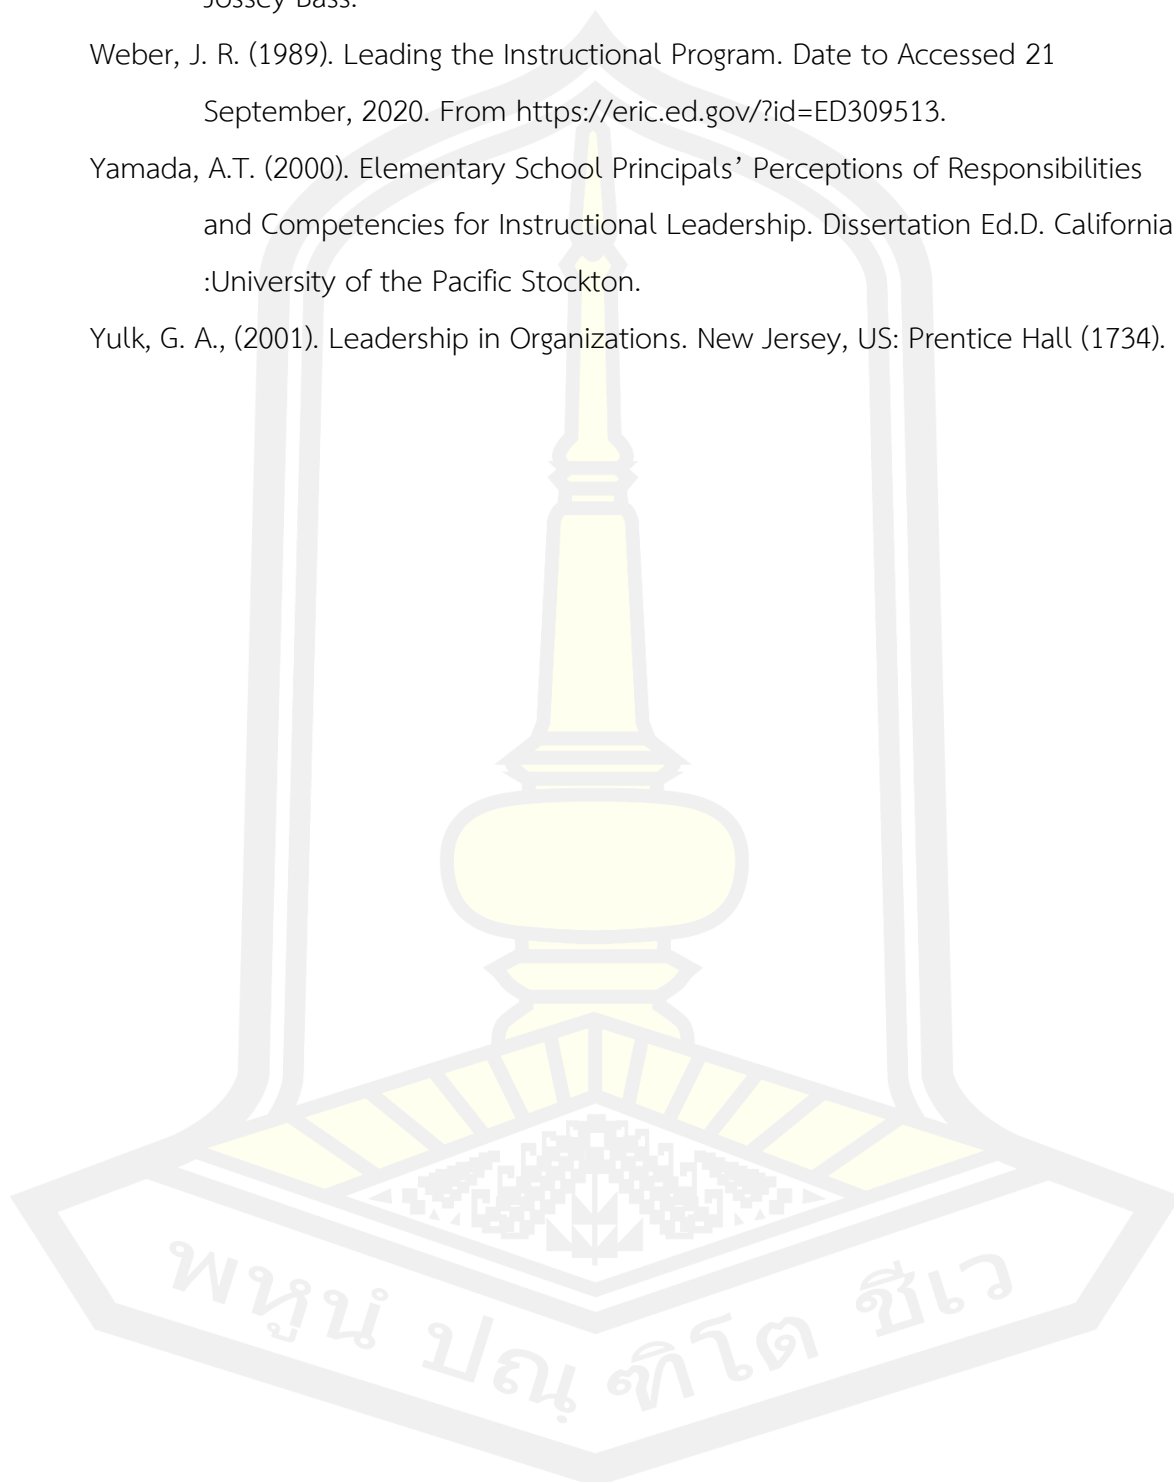 Jossey Bass.
Weber, J. R. (1989). Leading the Instructional Program. Date to Accessed 21
September, 2020. From https://eric.ed.gov/?id=ED309513.
Yamada, A.T. (2000). Elementary School Principals’ Perceptions of Responsibilities
and Competencies for Instructional Leadership. Dissertation Ed.D. California
:University of the Pacific Stockton.
Yulk, G. A., (2001). Leadership in Organizations. New Jersey, US: Prentice Hall (1734).
พหูนํ ปณฺฑิโต ชีเว